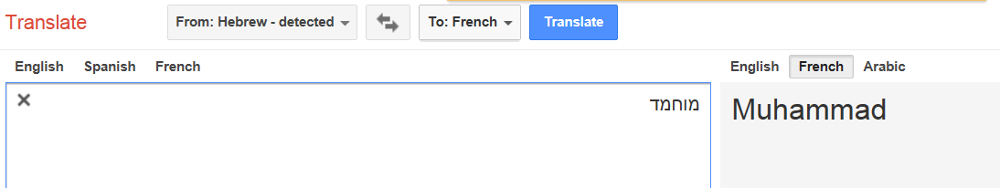 Translate From: Hebrew - detected To: French Translate
English Spanish French English French Arabic
מוחמד
Muhammad